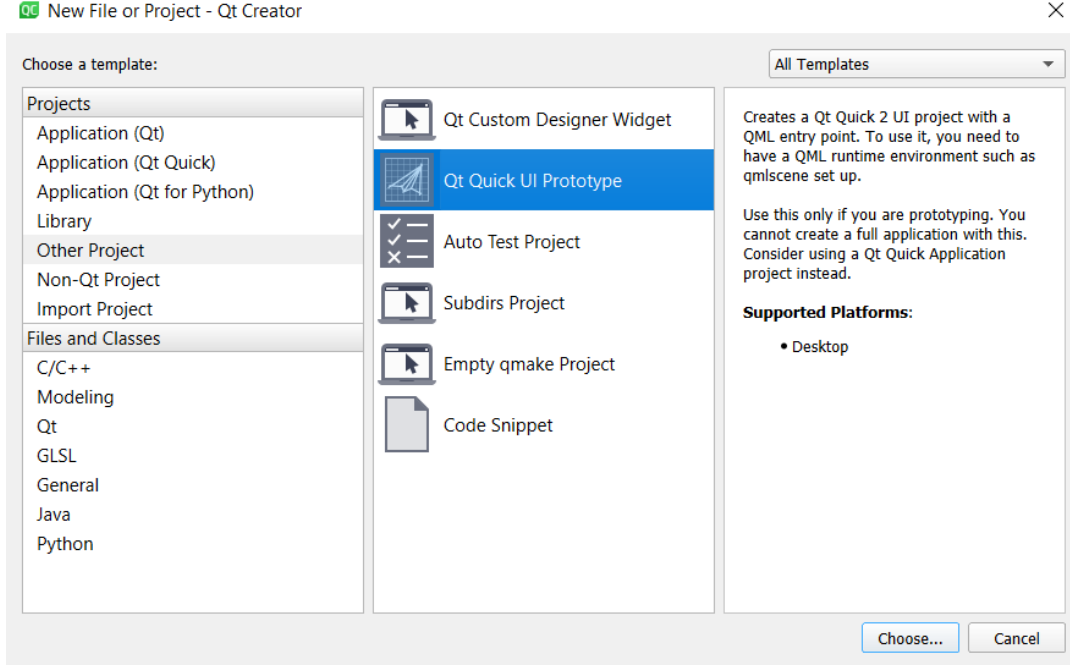 QC New File or Project - Qt Creator
Choose a template:
All Templates
Projects
Application (Qt)
Application (Qt Quick)
Application (Qt for Python)
Library
Other Project
Non-Qt Project
Import Project
Files and Classes
C/C++
Modeling
Qt
GLSL
General
Java
Python
Qt Custom Designer Widget
Qt Quick UI Prototype
Auto Test Project
Subdirs Project
Empty qmake Project
Code Snippet
Creates a Qt Quick 2 UI project with a
QML entry point. To use it, you need to
have a QML runtime environment such as
qmlscene set up.
Use this only if you are prototyping. You
cannot create a full application with this.
Consider using a Qt Quick Application
project instead.
Supported Platforms:
• Desktop
Choose...
Cancel